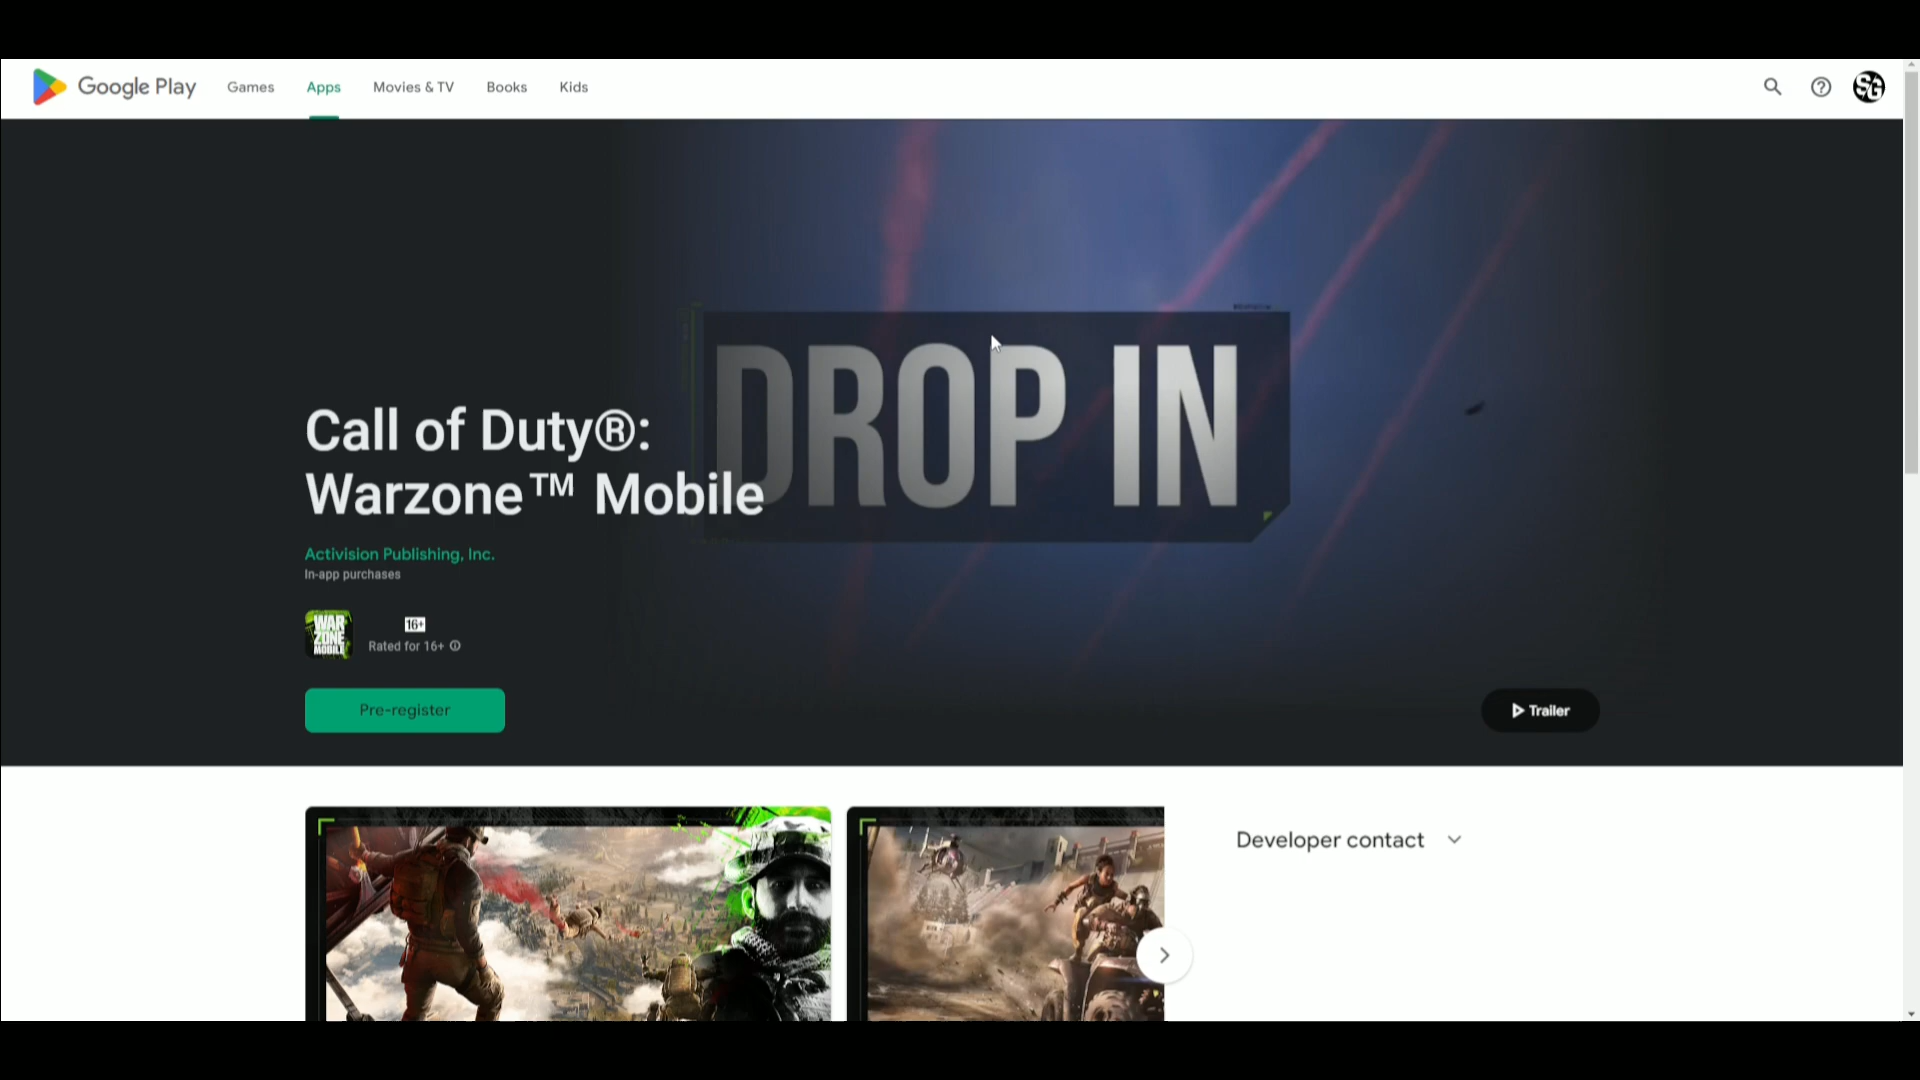 Google Play Games Apps Movies & TV Books Kids
SG
DROP IN
Call of Duty®:
Warzone™ Mobile
Activision Publishing, Inc.
In-app purchases
WAR
ZONE
MOBILE
16+
Rated for 16+
Pre-register
Trailer
Developer contact